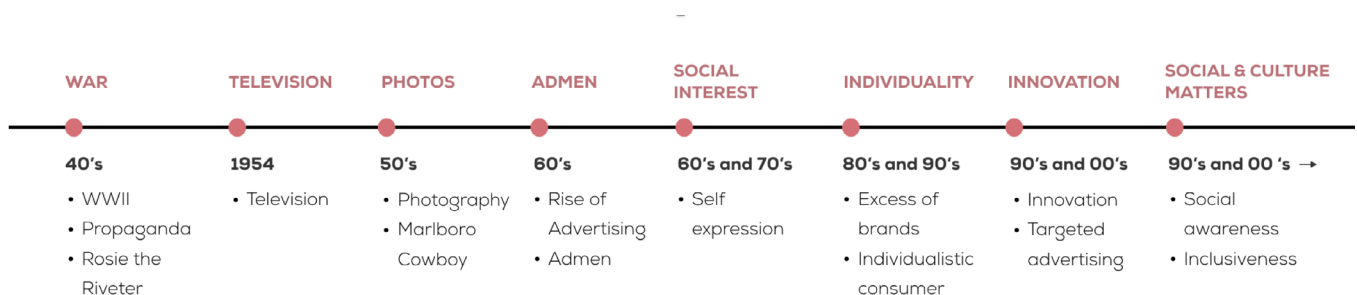 WAR
40's
• WWII
• Propaganda
• Rosie the
Riveter
TELEVISION
1954
• Television
PHOTOS
50's
• Photography
• Marlboro
Cowboy
ADMEN
60's
• Rise of
Advertising
• Admen
SOCIAL
INTEREST
60's and 70's
• Self
expression
INDIVIDUALITY
80's and 90's
• Excess of
brands
• Individualistic
consumer
INNOVATION
90's and 00's
• Innovation
• Targeted
advertising
SOCIAL & CULTURE
MATTERS
90's and 00 's →
• Social
awareness
• Inclusiveness